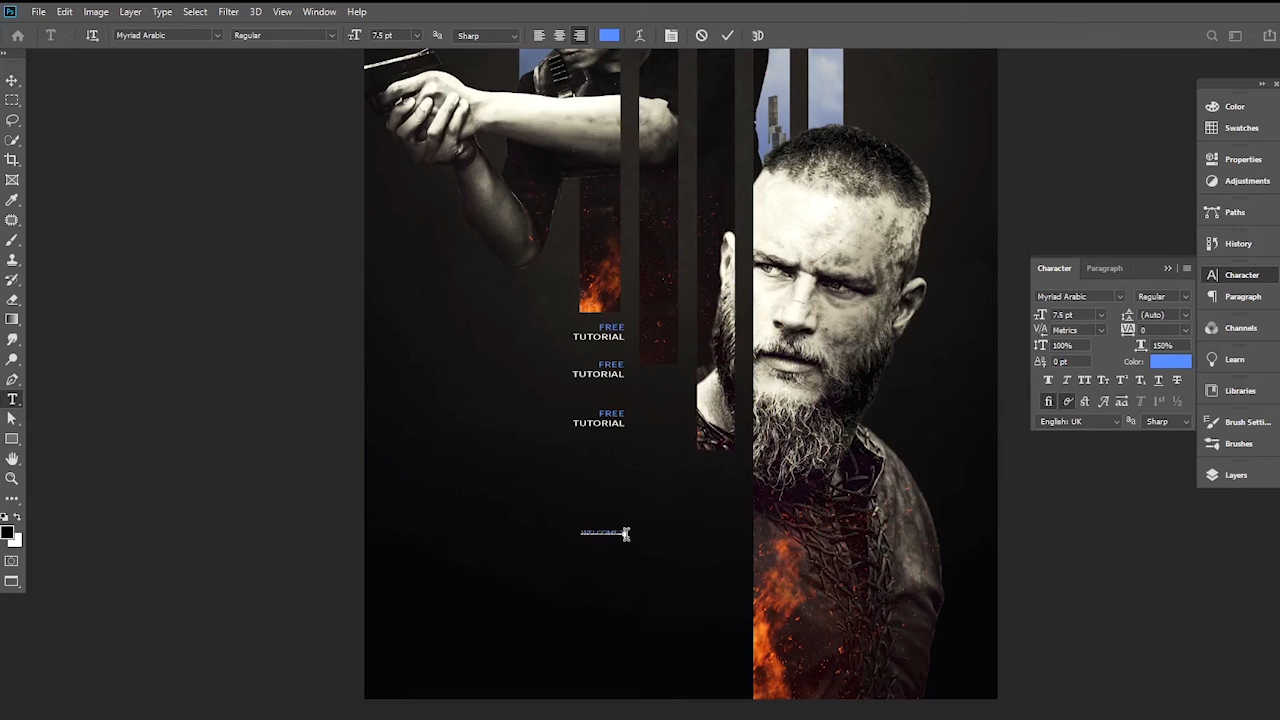 Ps File Edit Image Layer Type Select Filter 3D View Window Help
Myriad Arabic Regular 7.5 pt Sharp 3D
Color
Swatches
Properties
Adjustments
Paths
History
Character
Paragraph
Channels
Learn
Libraries
Brush Setti...
Brushes
Layers
Character Paragraph
Myriad Arabic Regular
7.5 pt (Auto)
Metrics 0
100% 150%
0 pt Color:
English: UK Sharp
FREE
TUTORIAL
FREE
TUTORIAL
FREE
TUTORIAL